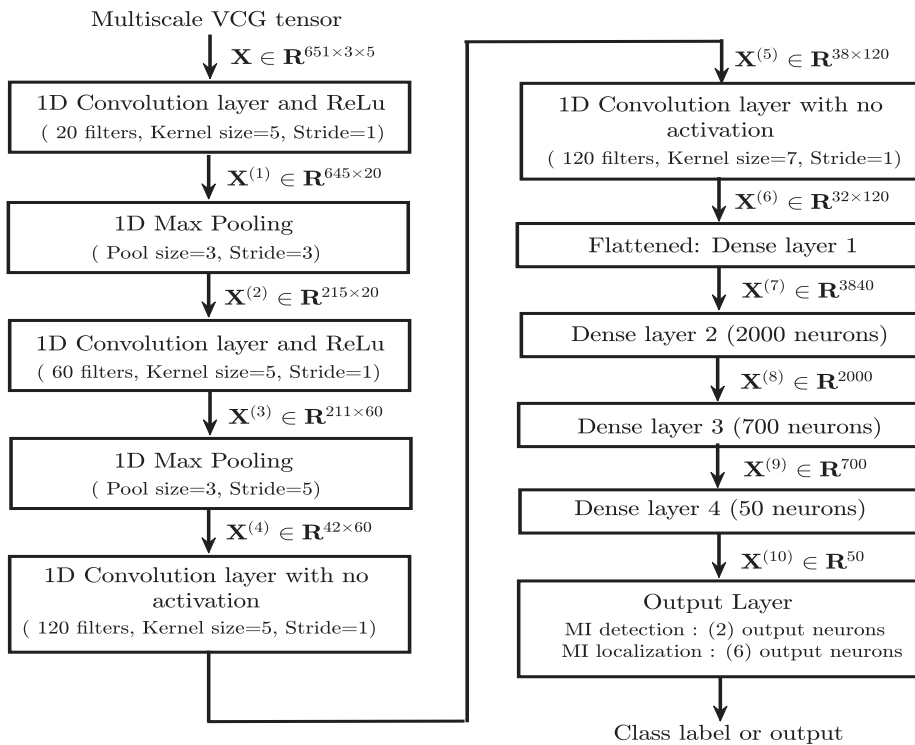 Multiscale VCG tensor
X ∈ R^{651×3×5}
1D Convolution layer and ReLu
( 20 filters, Kernel size=5, Stride=1)
X^{(1)} ∈ R^{645×20}
1D Max Pooling
( Pool size=3, Stride=3)
X^{(2)} ∈ R^{215×20}
1D Convolution layer and ReLu
( 60 filters, Kernel size=5, Stride=1)
X^{(3)} ∈ R^{211×60}
1D Max Pooling
( Pool size=3, Stride=5)
X^{(4)} ∈ R^{42×60}
1D Convolution layer with no
activation
( 120 filters, Kernel size=5, Stride=1)
X^{(5)} ∈ R^{38×120}
1D Convolution layer with no
activation
( 120 filters, Kernel size=7, Stride=1)
X^{(6)} ∈ R^{32×120}
Flattened: Dense layer 1
X^{(7)} ∈ R^{3840}
Dense layer 2 (2000 neurons)
X^{(8)} ∈ R^{2000}
Dense layer 3 (700 neurons)
X^{(9)} ∈ R^{700}
Dense layer 4 (50 neurons)
X^{(10)} ∈ R^{50}
Output Layer
MI detection : (2) output neurons
MI localization : (6) output neurons
Class label or output